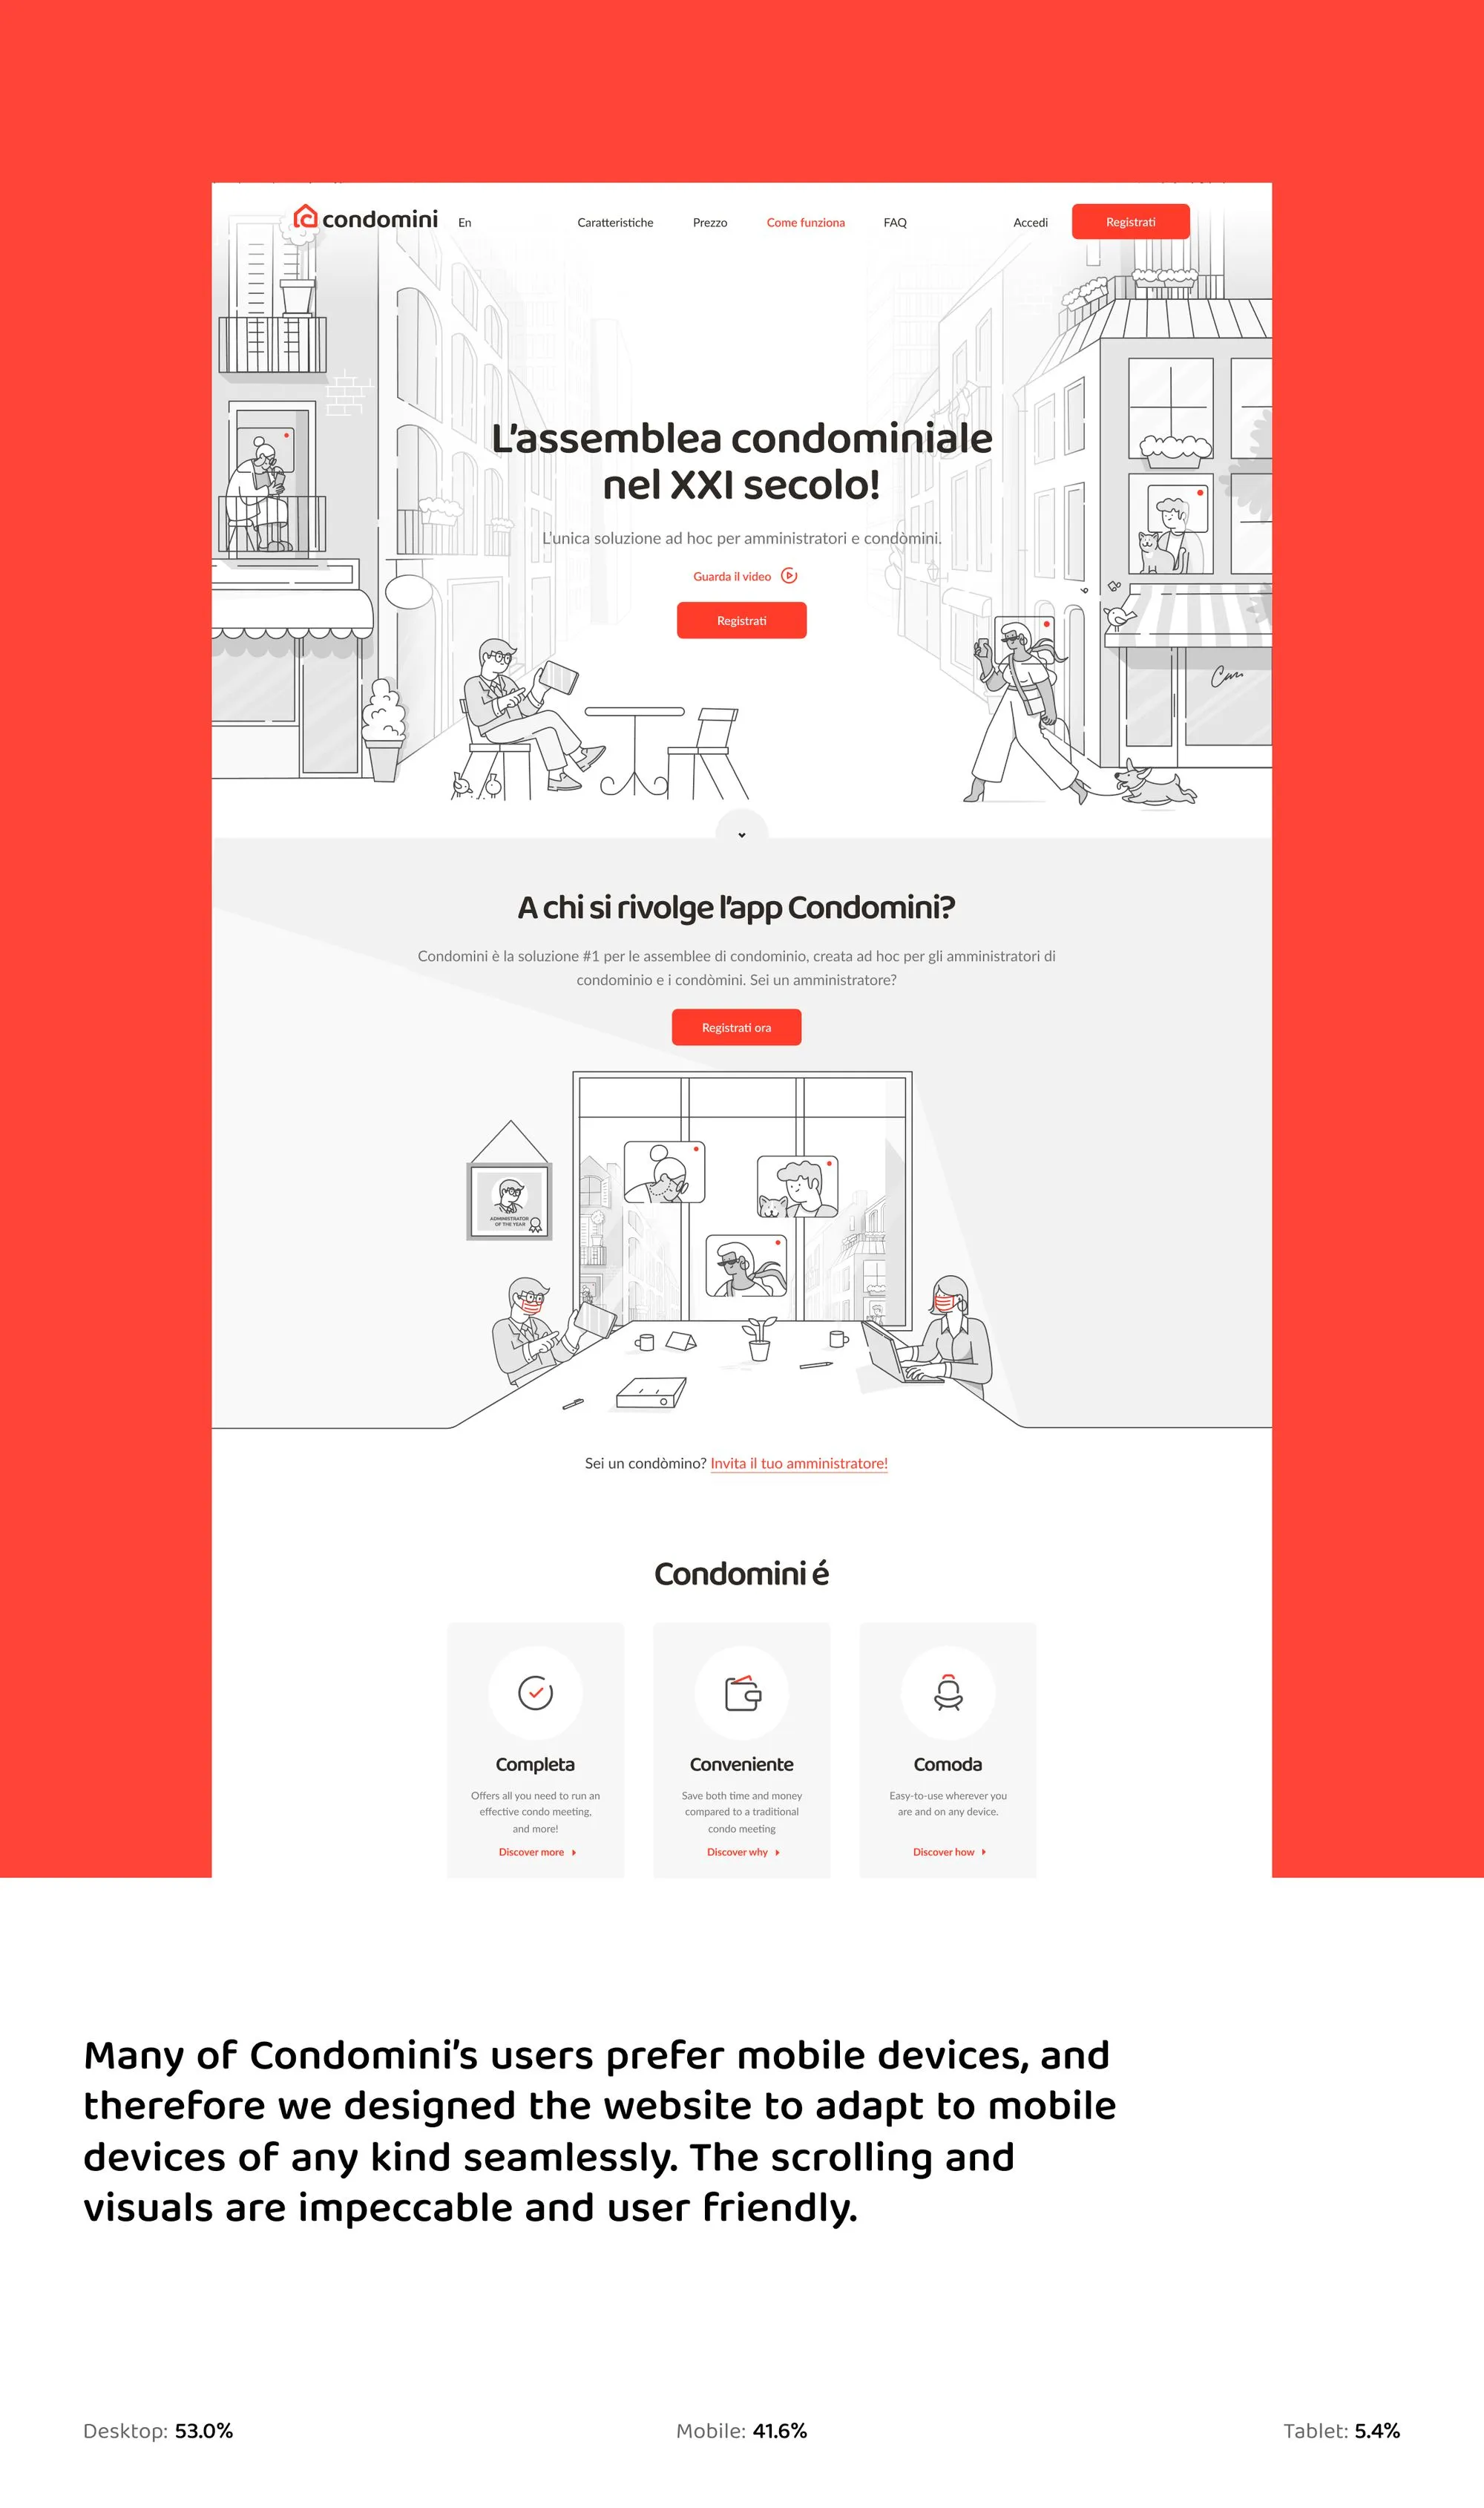 condomini
En
Caratteristiche
Prezzo
Come funziona
FAQ
Accedi
Registrati
L'assemblea condominiale
nel XXI secolo!
L'unica soluzione ad hoc per amministratori e condòmini.
Guarda il video
Registrati
A chi si rivolge l'app Condomini?
Condomini è la soluzione #1 per le assemblee di condominio, creata ad hoc per gli amministratori di
condominio e i condòmini. Sei un amministratore?
Registrati ora
ADMINISTRATOR
OF THE YEAR
Sei un condòmino? Invita il tuo amministratore!
Condomini é
Completa
Offers all you need to run an
effective condo meeting,
and more!
Discover more
Conveniente
Save both time and money
compared to a traditional
condo meeting
Discover why
Comoda
Easy-to-use wherever you
are and on any device.
Discover how
Many of Condomini's users prefer mobile devices, and
therefore we designed the website to adapt to mobile
devices of any kind seamlessly. The scrolling and
visuals are impeccable and user friendly.
Desktop: 53.0%
Mobile: 41.6%
Tablet: 5.4%